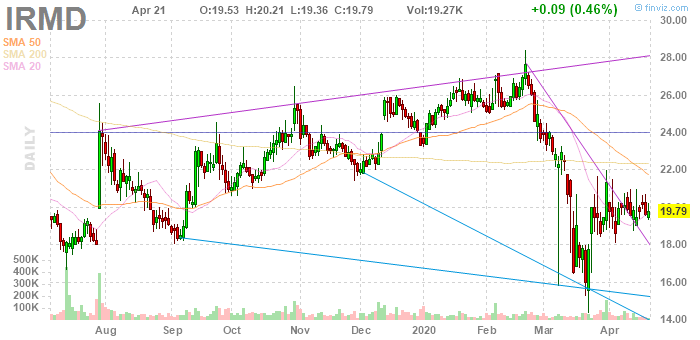 IRMD Apr 21 O:19.53 H:20.21 L:19.36 C:19.79 Vol:19.27K +0.09 (0.46%)
© finviz.com
SMA 50
SMA 200
SMA 20
DAILY
30.00
28.00
26.00
24.00
22.00
19.79
18.00
16.00
14.00
500K
400K
300K
200K
100K
Aug Sep Oct Nov Dec 2020 Feb Mar Apr